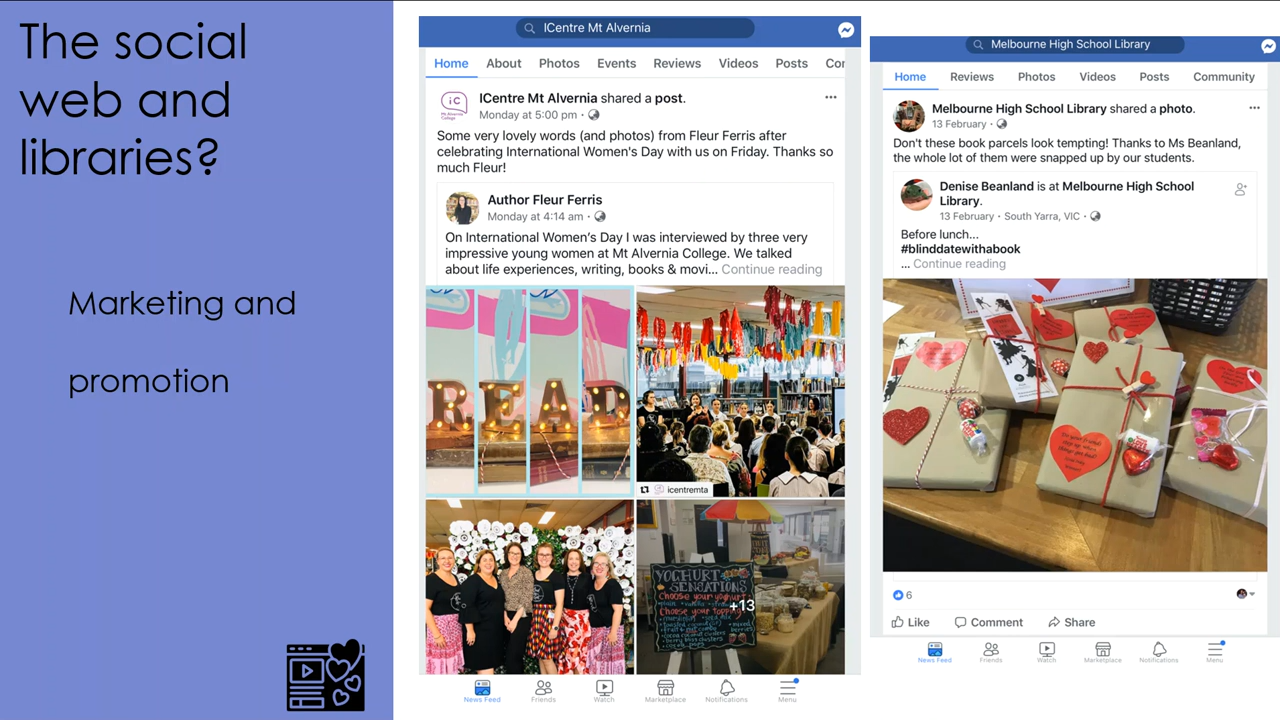 The social
web and
libraries?
Marketing and
promotion
ICentre Mt Alvernia
Home About Photos Events Reviews Videos Posts Cor
iC
ICentre Mt Alvernia shared a post.
Monday at 5:00 pm ·
Some very lovely words (and photos) from Fleur Ferris after
celebrating International Women's Day with us on Friday. Thanks so
much Fleur!
Author Fleur Ferris
Monday at 4:14 am ·
On International Women's Day I was interviewed by three very
impressive young women at Mt Alvernia College. We talked
about life experiences, writing, books & movi... Continue reading
READ
icentremta
YOGHURT
SENSATIONS
Choose your yoghurt
Choose your topping
+13
News Feed Friends Watch Marketplace Notifications Menu
Melbourne High School Library
Home Reviews Photos Videos Posts Community
Melbourne High School Library shared a photo.
13 February ·
Don't these book parcels look tempting! Thanks to Ms Beanland,
the whole lot of them were snapped up by our students.
Denise Beanland is at Melbourne High School
Library.
13 February · South Yarra, VIC ·
Before lunch...
#blinddatewithabook
... Continue reading
6
Like Comment Share
News Feed Friends Watch Marketplace Notifications Menu